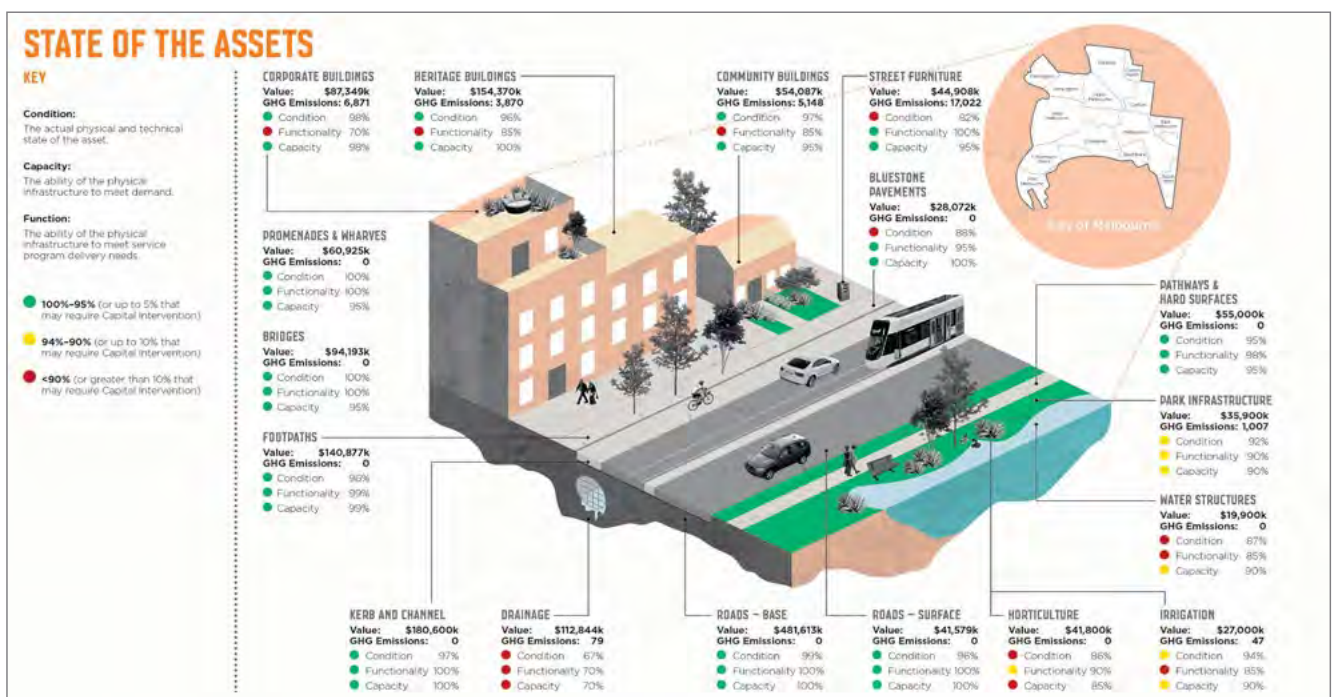 STATE OF THE ASSETS
KEY
Condition:
The actual physical and technical
state of the asset.
Capacity:
The ability of the physical
infrastructure to meet demand.
Function:
The ability of the physical
infrastructure to meet service
program delivery needs.
100%-95% (or up to 5% that
may require Capital Intervention)
94%-90% (or up to 10% that
may require Capital Intervention)
<90% (or greater than 10% that
may require Capital Intervention)
CORPORATE BUILDINGS
Value: $87,349k
GHG Emissions: 6,871
Condition 98%
Functionality 70%
Capacity 98%
HERITAGE BUILDINGS
Value: $154,370k
GHG Emissions: 3,870
Condition 96%
Functionality 85%
Capacity 100%
COMMUNITY BUILDINGS
Value: $54,087k
GHG Emissions: 5,148
Condition 97%
Functionality 85%
Capacity 95%
STREET FURNITURE
Value: $44,908k
GHG Emissions: 17,022
Condition 82%
Functionality 100%
Capacity 95%
BLUESTONE
PAVEMENTS
Value: $28,072k
GHG Emissions: 0
Condition 88%
Functionality 95%
Capacity 100%
City of Melbourne
PROMENADES & WHARVES
Value: $60,925k
GHG Emissions: 0
Condition 100%
Functionality 100%
Capacity 95%
BRIDGES
Value: $94,193k
GHG Emissions: 0
Condition 100%
Functionality 100%
Capacity 95%
FOOTPATHS
Value: $140,877k
GHG Emissions: 0
Condition 96%
Functionality 99%
Capacity 99%
PATHWAYS &
HARD SURFACES
Value: $55,000k
GHG Emissions: 0
Condition 95%
Functionality 98%
Capacity 95%
PARK INFRASTRUCTURE
Value: $35,900k
GHG Emissions: 1,007
Condition 92%
Functionality 90%
Capacity 90%
WATER STRUCTURES
Value: $19,900k
GHG Emissions: 0
Condition 67%
Functionality 85%
Capacity 90%
KERB AND CHANNEL
Value: $180,600k
GHG Emissions: 0
Condition 97%
Functionality 100%
Capacity 100%
DRAINAGE
Value: $112,844k
GHG Emissions: 79
Condition 67%
Functionality 70%
Capacity 70%
ROADS – BASE
Value: $481,613k
GHG Emissions: 0
Condition 99%
Functionality 100%
Capacity 100%
ROADS – SURFACE
Value: $41,579k
GHG Emissions: 0
Condition 96%
Functionality 100%
Capacity 100%
HORTICULTURE
Value: $41,800k
GHG Emissions: 0
Condition 86%
Functionality 90%
Capacity 85%
IRRIGATION
Value: $27,000k
GHG Emissions: 47
Condition 94%
Functionality 85%
Capacity 90%